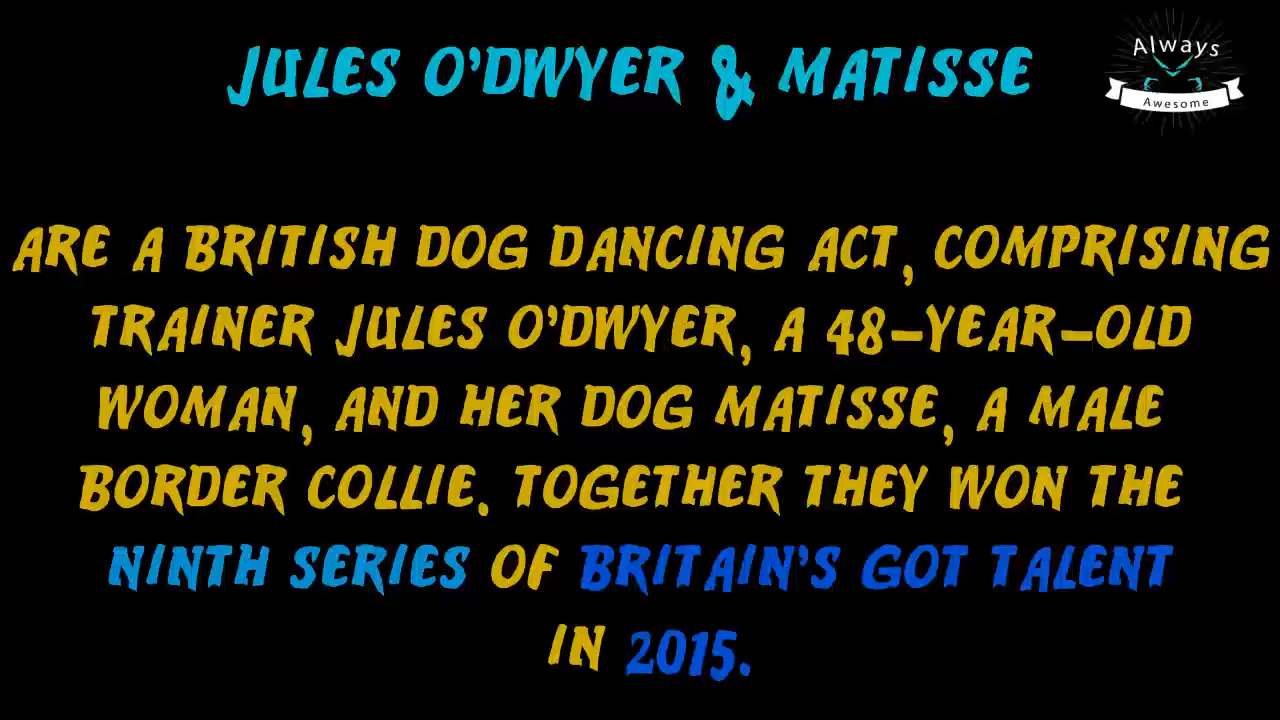 JULES O'DWYER & MATISSE
Always
Awesome
ARE A BRITISH DOG DANCING ACT, COMPRISING
TRAINER JULES O'DWYER, A 48-YEAR-OLD
WOMAN, AND HER DOG MATISSE, A MALE
BORDER COLLIE. TOGETHER THEY WON THE
NINTH SERIES OF BRITAIN'S GOT TALENT
IN 2015.